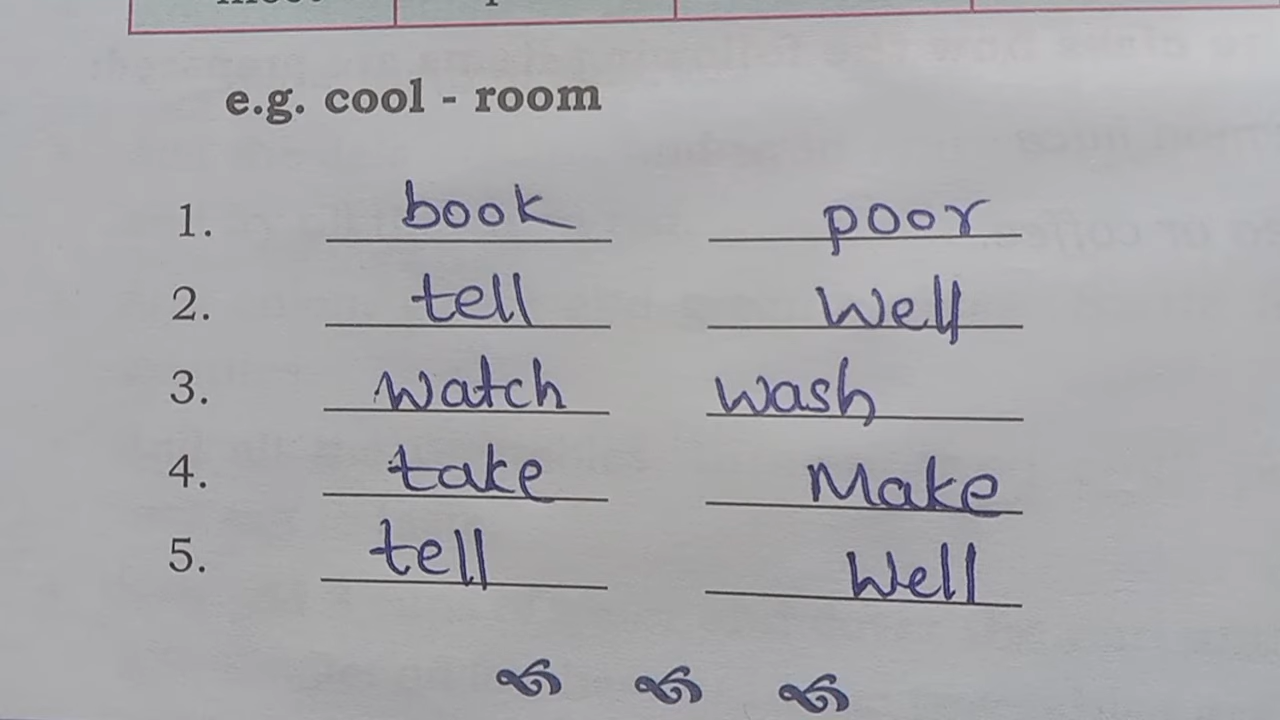 e.g. cool - room
1. book poor
2. tell Well
3. watch wash
4. take Make
5. tell Well